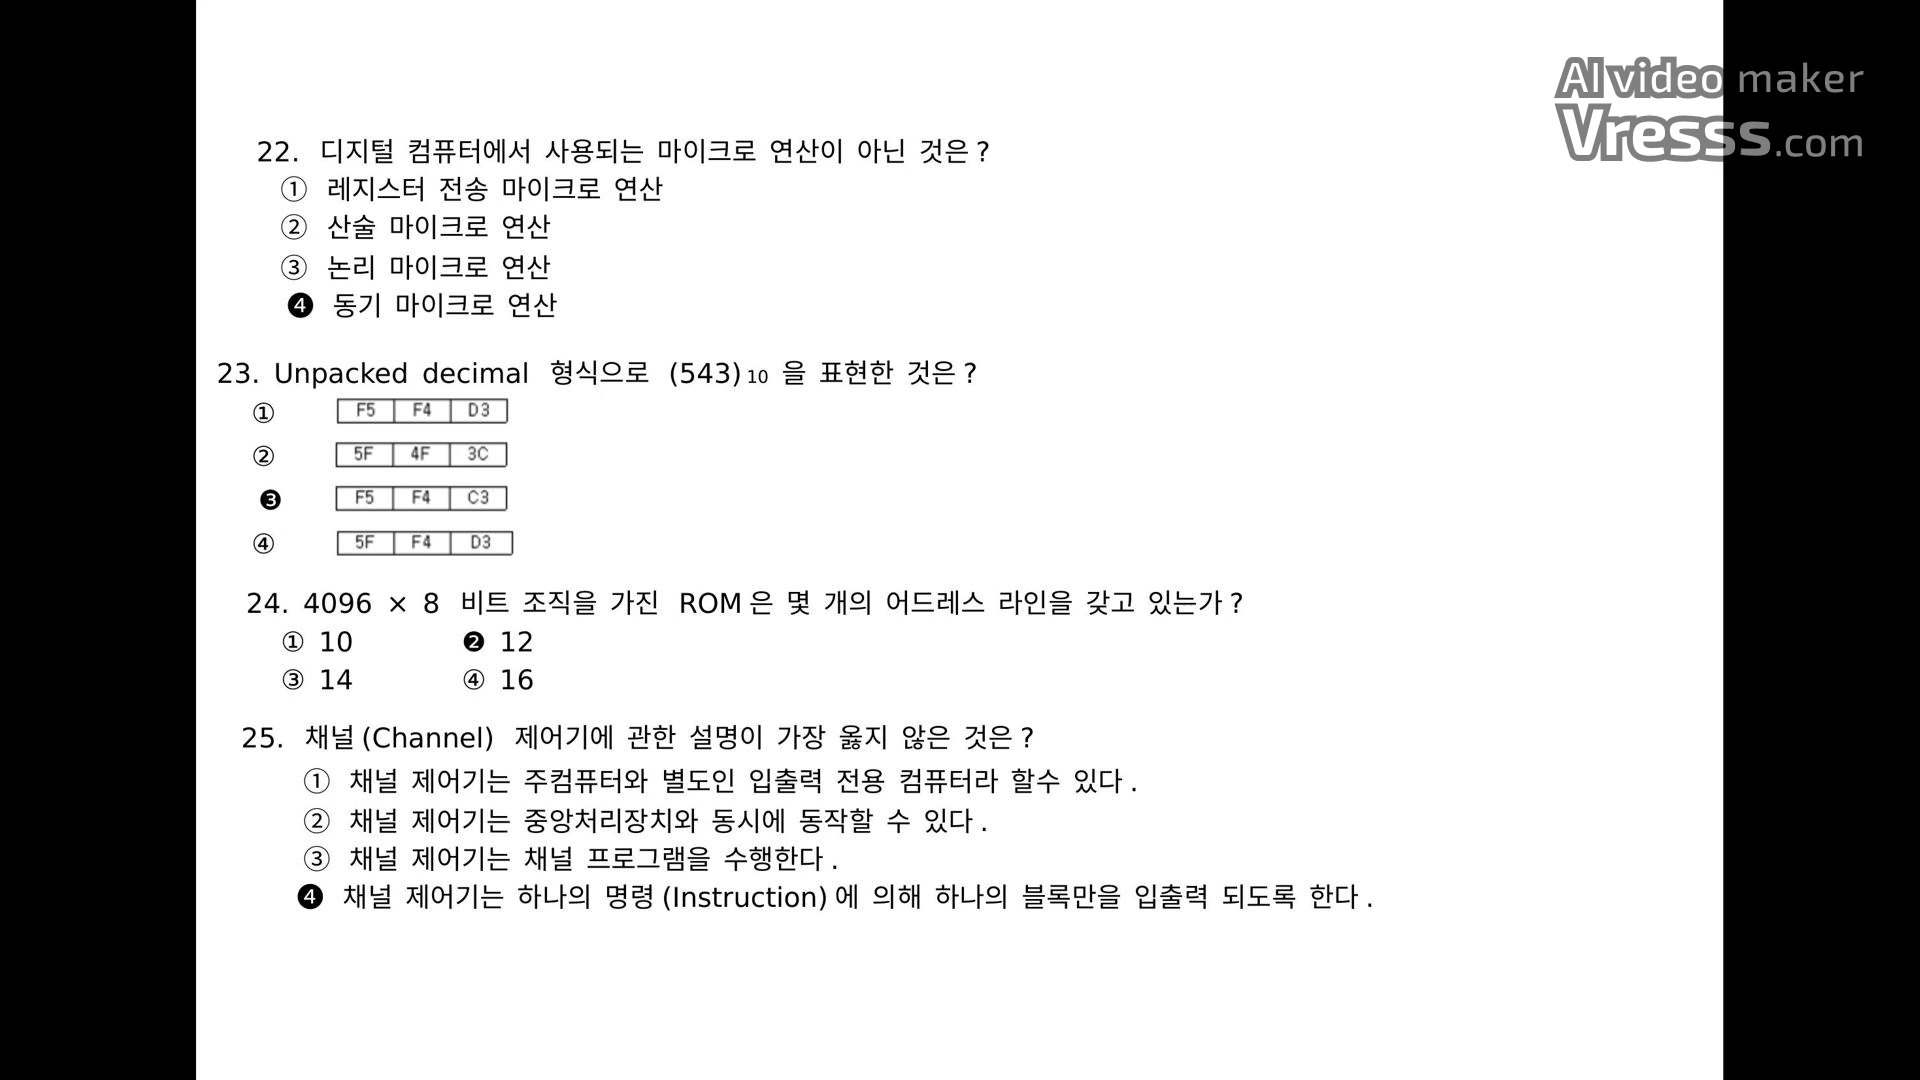 AI video maker
Vresss.com
22. 디지털 컴퓨터에서 사용되는 마이크로 연산이 아닌 것은?
① 레지스터 전송 마이크로 연산
② 산술 마이크로 연산
③ 논리 마이크로 연산
❹ 동기 마이크로 연산
23. Unpacked decimal 형식으로 (543)10 을 표현한 것은?
① F5 F4 D3
② 5F 4F 3C
❸ F5 F4 C3
④ 5F F4 D3
24. 4096 × 8 비트 조직을 가진 ROM은 몇 개의 어드레스 라인을 갖고 있는가?
① 10 ❷ 12
③ 14 ④ 16
25. 채널(Channel) 제어기에 관한 설명이 가장 옳지 않은 것은?
① 채널 제어기는 주컴퓨터와 별도인 입출력 전용 컴퓨터라 할수 있다.
② 채널 제어기는 중앙처리장치와 동시에 동작할 수 있다.
③ 채널 제어기는 채널 프로그램을 수행한다.
❹ 채널 제어기는 하나의 명령(Instruction)에 의해 하나의 블록만을 입출력 되도록 한다.